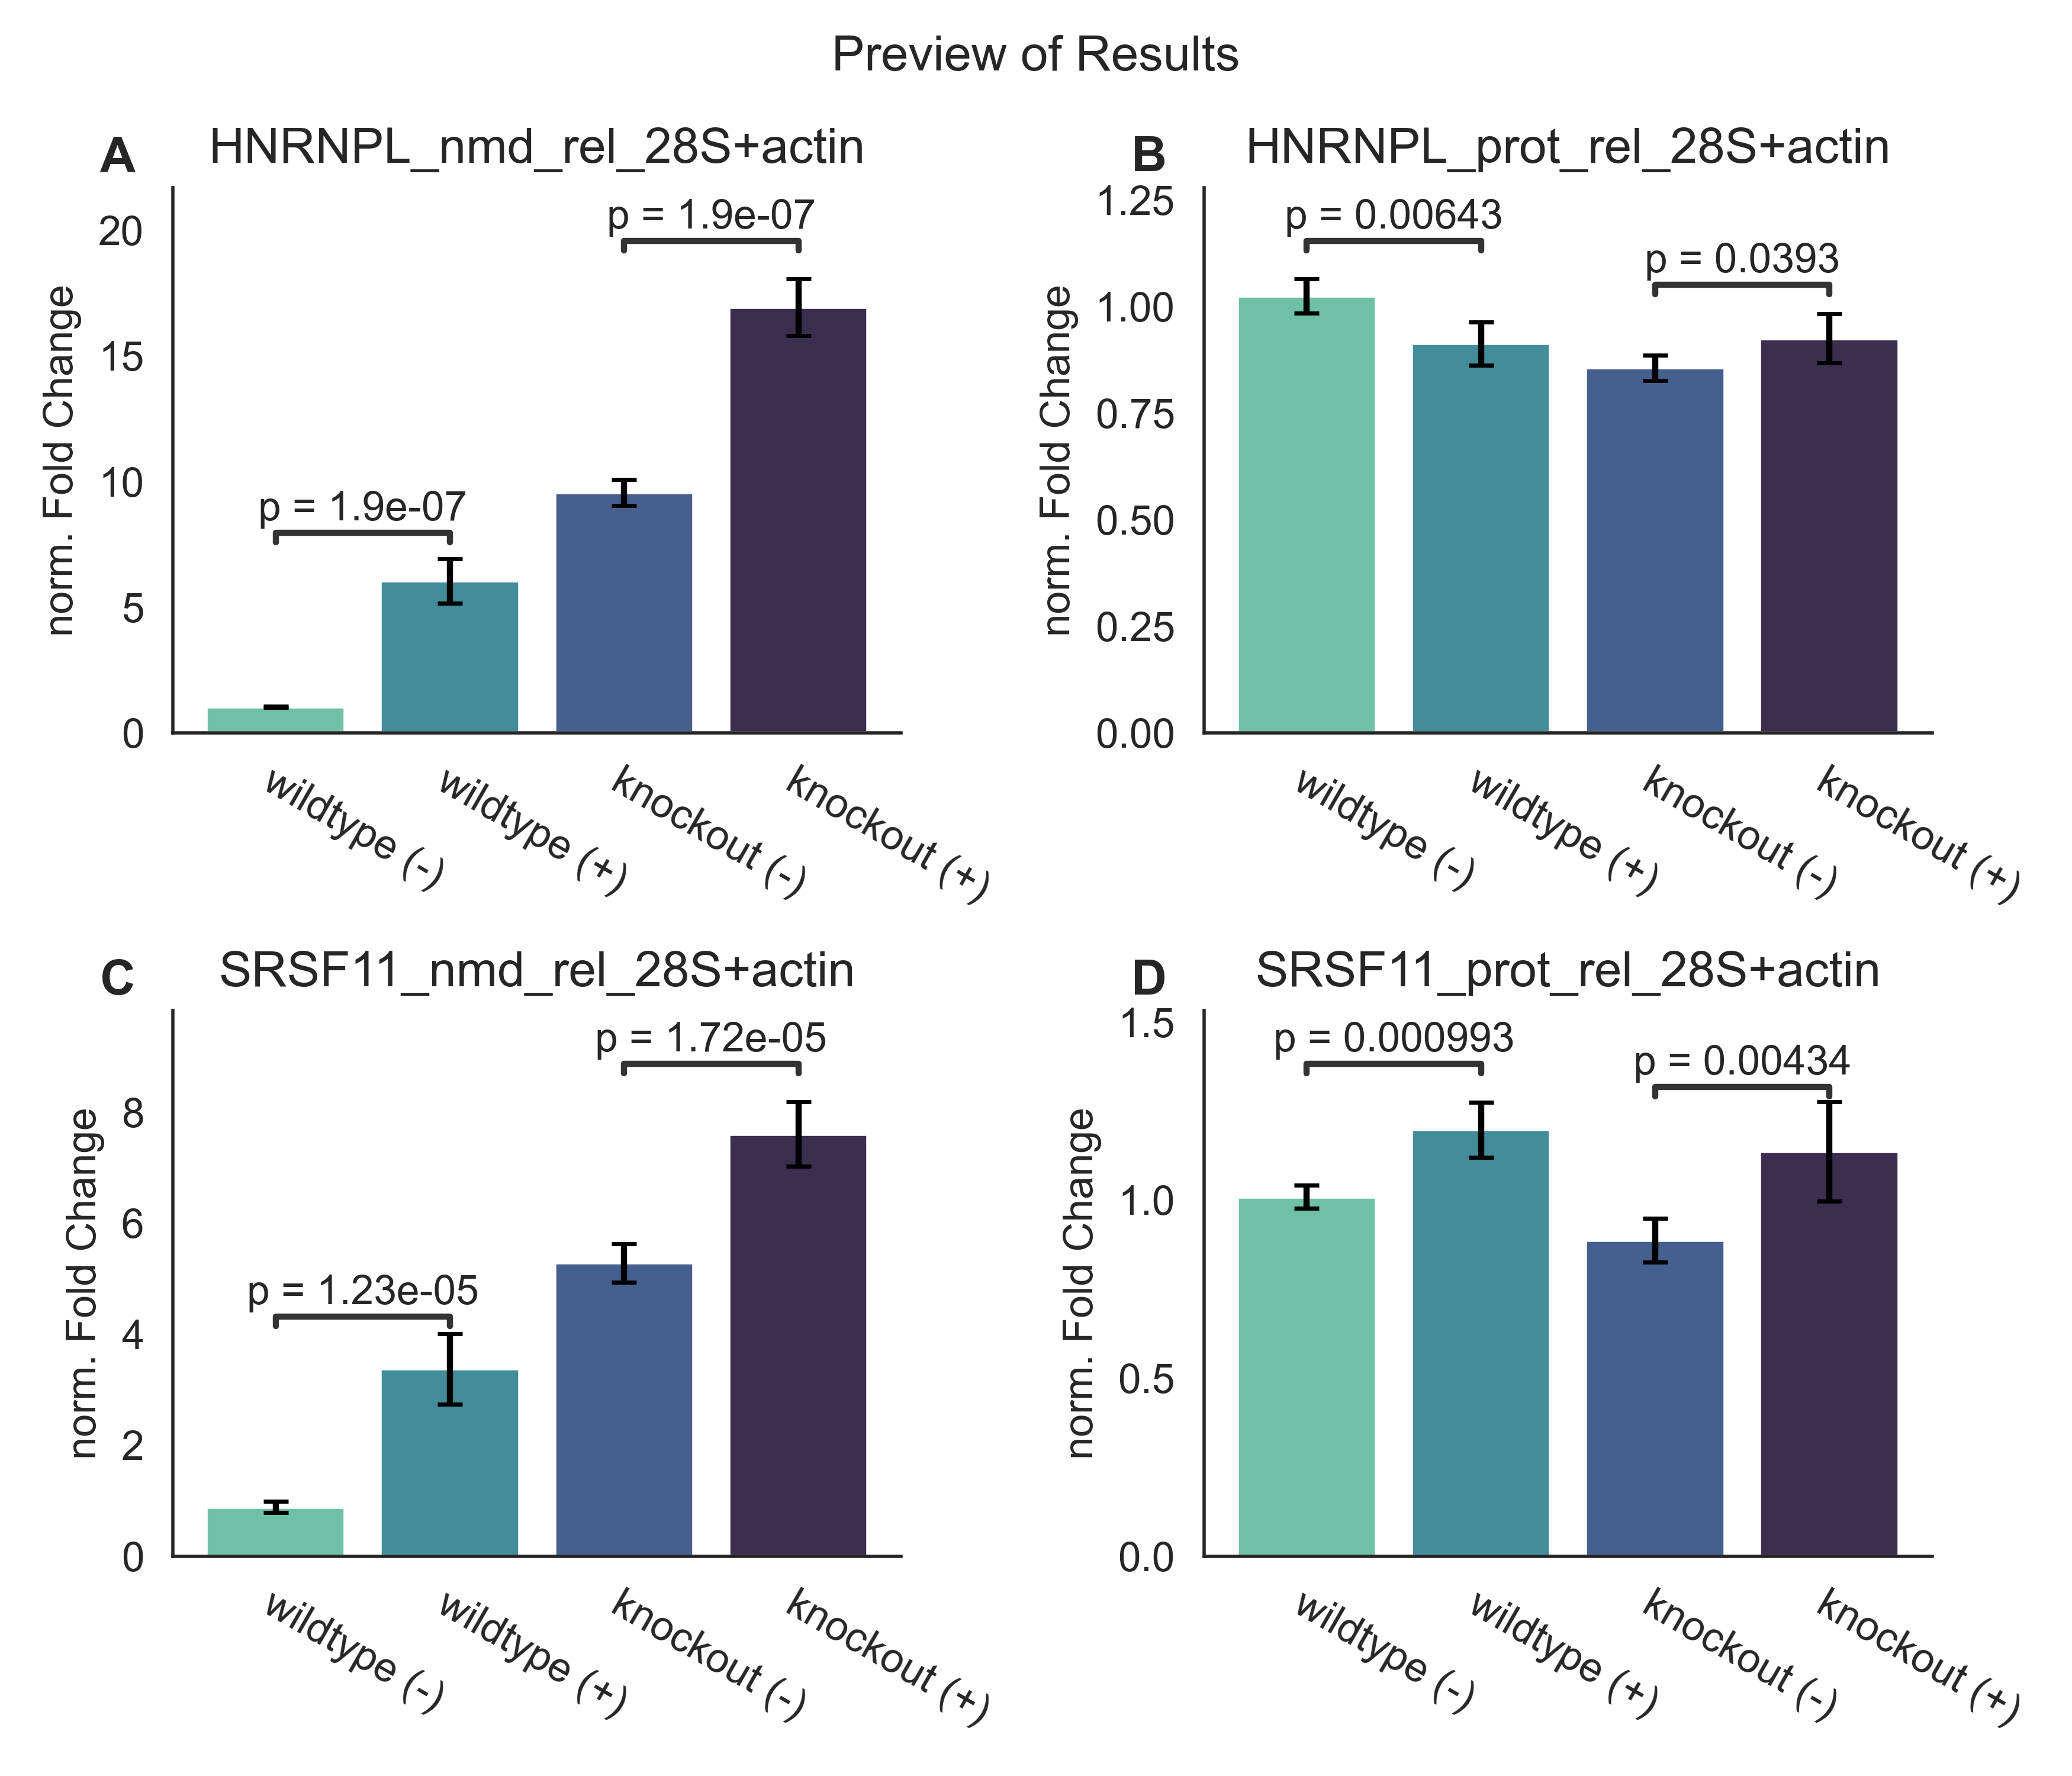 Preview of Results
A
HNRNPL_nmd_rel_28S+actin
norm. Fold Change
20
15
10
5
0
p = 1.9e-07
p = 1.9e-07
wildtype (-)
wildtype (+)
knockout (-)
knockout (+)
B
HNRNPL_prot_rel_28S+actin
norm. Fold Change
1.25
1.00
0.75
0.50
0.25
0.00
p = 0.00643
p = 0.0393
wildtype (-)
wildtype (+)
knockout (-)
knockout (+)
C
SRSF11_nmd_rel_28S+actin
norm. Fold Change
8
6
4
2
0
p = 1.23e-05
p = 1.72e-05
wildtype (-)
wildtype (+)
knockout (-)
knockout (+)
D
SRSF11_prot_rel_28S+actin
norm. Fold Change
1.5
1.0
0.5
0.0
p = 0.000993
p = 0.00434
wildtype (-)
wildtype (+)
knockout (-)
knockout (+)